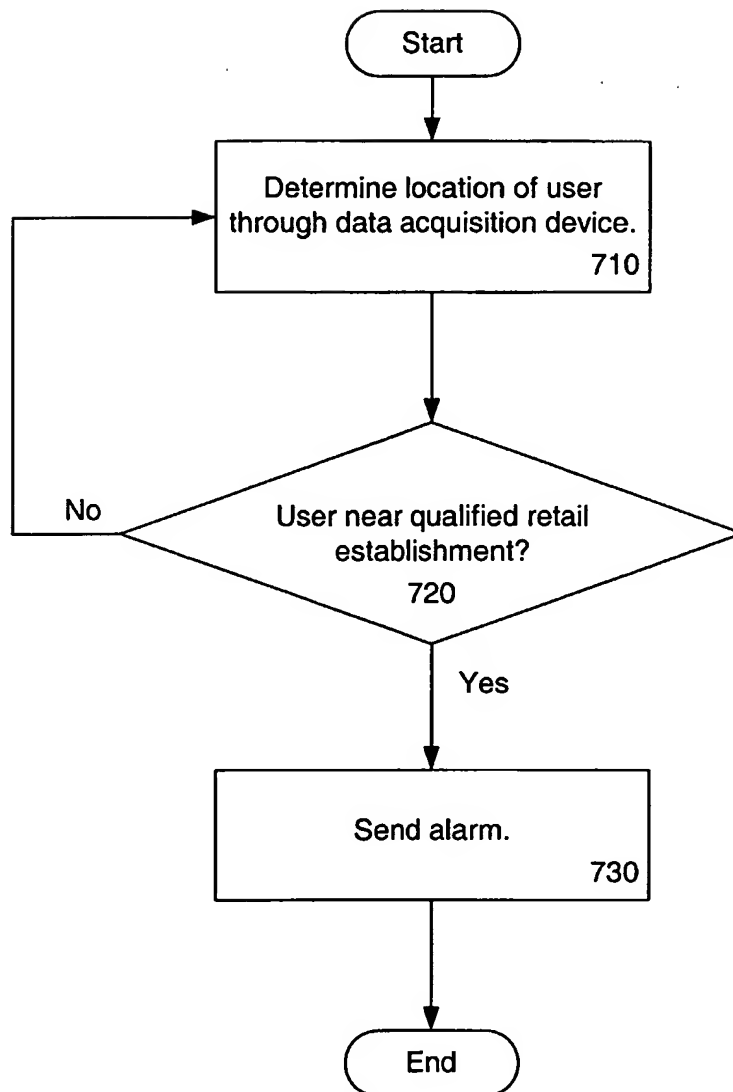 Start
Determine location of user
through data acquisition device.
710
No
User near qualified retail
establishment?
720
Yes
Send alarm.
730
End